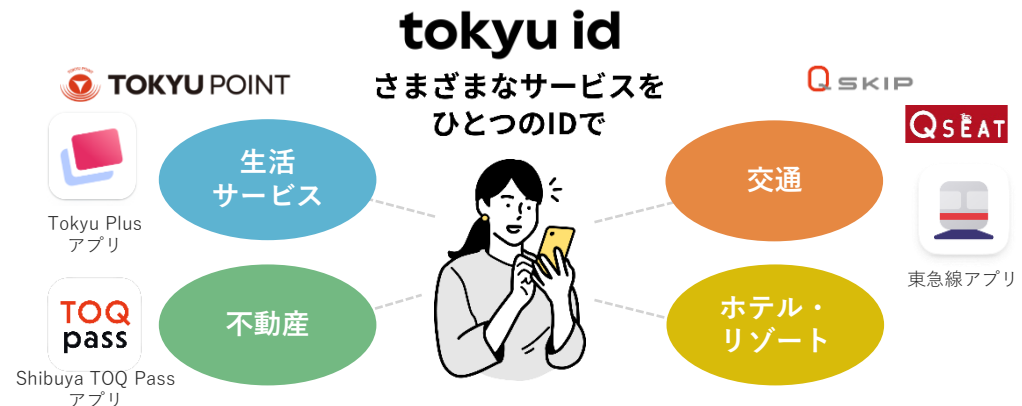 tokyu id
さまざまなサービスを
ひとつのIDで
TOKYU POINT
TOKYU POINT
生活
サービス
Tokyu Plus
アプリ
TOQ
pass
Shibuya TOQ Pass
アプリ
不動産
Q SKIP
Q SEAT
交通
東急線アプリ
ホテル・
リゾート